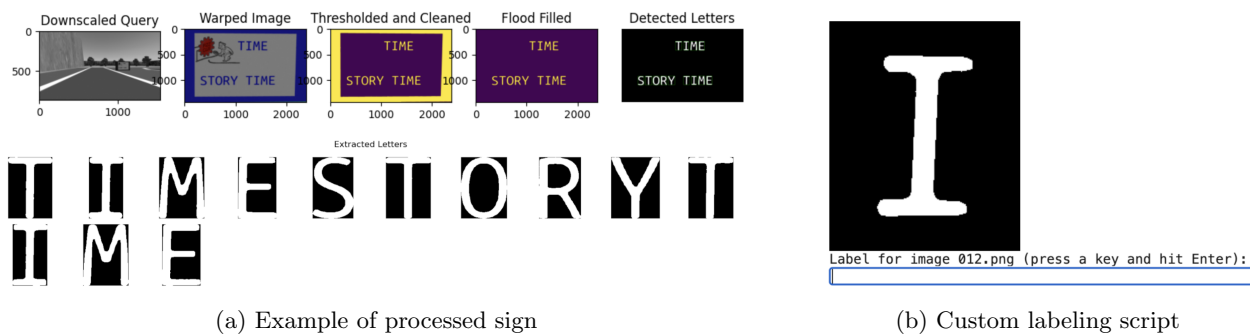 Downscaled Query
Warped Image
Thresholded and Cleaned
Flood Filled
Detected Letters
0
500
0
1000
0
500
1000
TIME
STORY TIME
0
1000
2000
0
500
1000
TIME
STORY TIME
0
1000
2000
0
500
1000
TIME
STORY TIME
0
1000
2000
TIME
STORY TIME
Extracted Letters
T I M E S T O R Y T
I M E
(a) Example of processed sign
I
Label for image 012.png (press a key and hit Enter):
(b) Custom labeling script